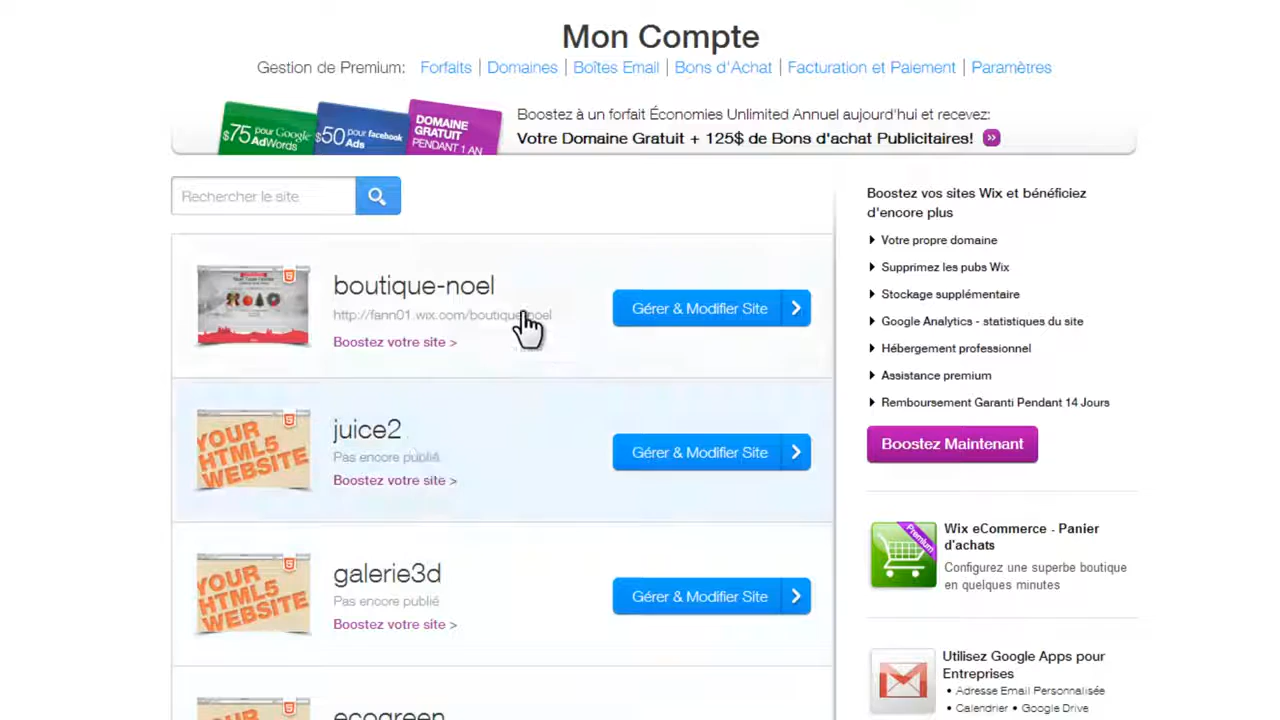 Mon Compte
Gestion de Premium: Forfaits | Domaines | Boîtes Email | Bons d'Achat | Facturation et Paiement | Paramètres
$75 pour Google AdWords
$50 pour facebook Ads
DOMAINE
GRATUIT
PENDANT 1 AN
Boostez à un forfait Économies Unlimited Annuel aujourd'hui et recevez:
Votre Domaine Gratuit + 125$ de Bons d'achat Publicitaires! »
Rechercher le site
boutique-noel
http://fann01.wix.com/boutique-noel
Boostez votre site >
Gérer & Modifier Site
YOUR
HTML5
WEBSITE
juice2
Pas encore publié
Boostez votre site >
Gérer & Modifier Site
YOUR
HTML5
WEBSITE
galerie3d
Pas encore publié
Boostez votre site >
Gérer & Modifier Site
ecogreen
Boostez vos sites Wix et bénéficiez
d'encore plus
Votre propre domaine
Supprimez les pubs Wix
Stockage supplémentaire
Google Analytics - statistiques du site
Hébergement professionnel
Assistance premium
Remboursement Garanti Pendant 14 Jours
Boostez Maintenant
Premium
Wix eCommerce - Panier
d'achats
Configurez une superbe boutique
en quelques minutes
Utilisez Google Apps pour
Entreprises
• Adresse Email Personnalisée
• Calendrier • Google Drive